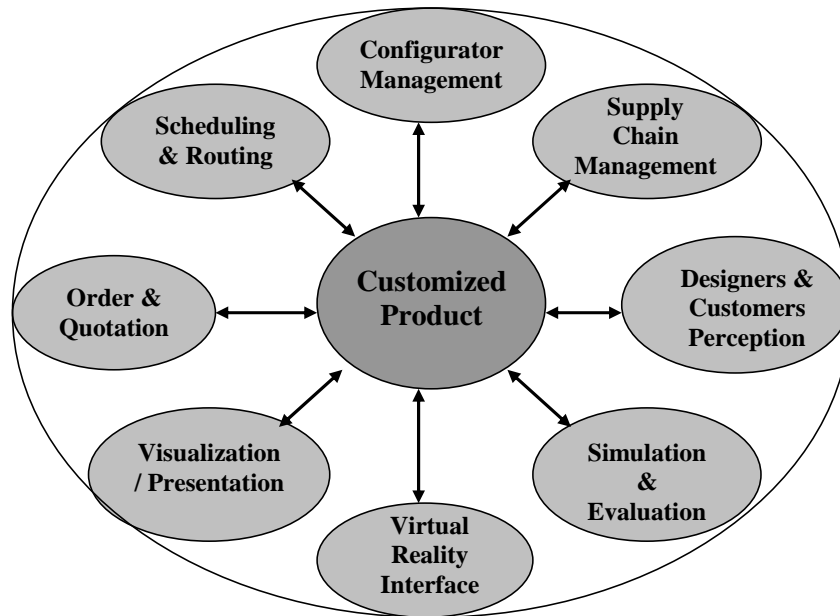 Configurator
Management
Scheduling
& Routing
Supply
Chain
Management
Customized
Product
Order &
Quotation
Designers &
Customers
Perception
Visualization
/ Presentation
Simulation
&
Evaluation
Virtual
Reality
Interface